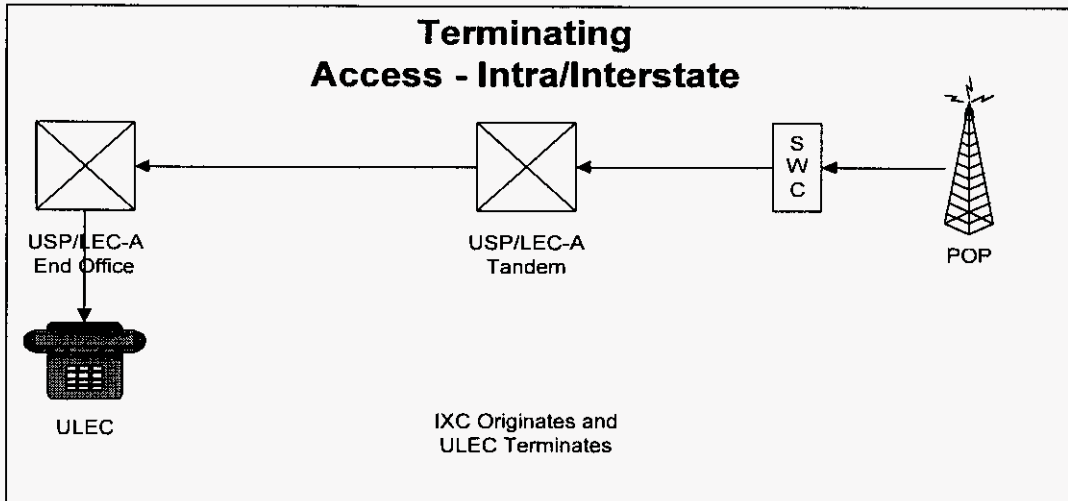 Terminating
Access - Intra/Interstate
S
W
C
USP/LEC-A
End Office
USP/LEC-A
Tandem
POP
ULEC
IXC Originates and
ULEC Terminates